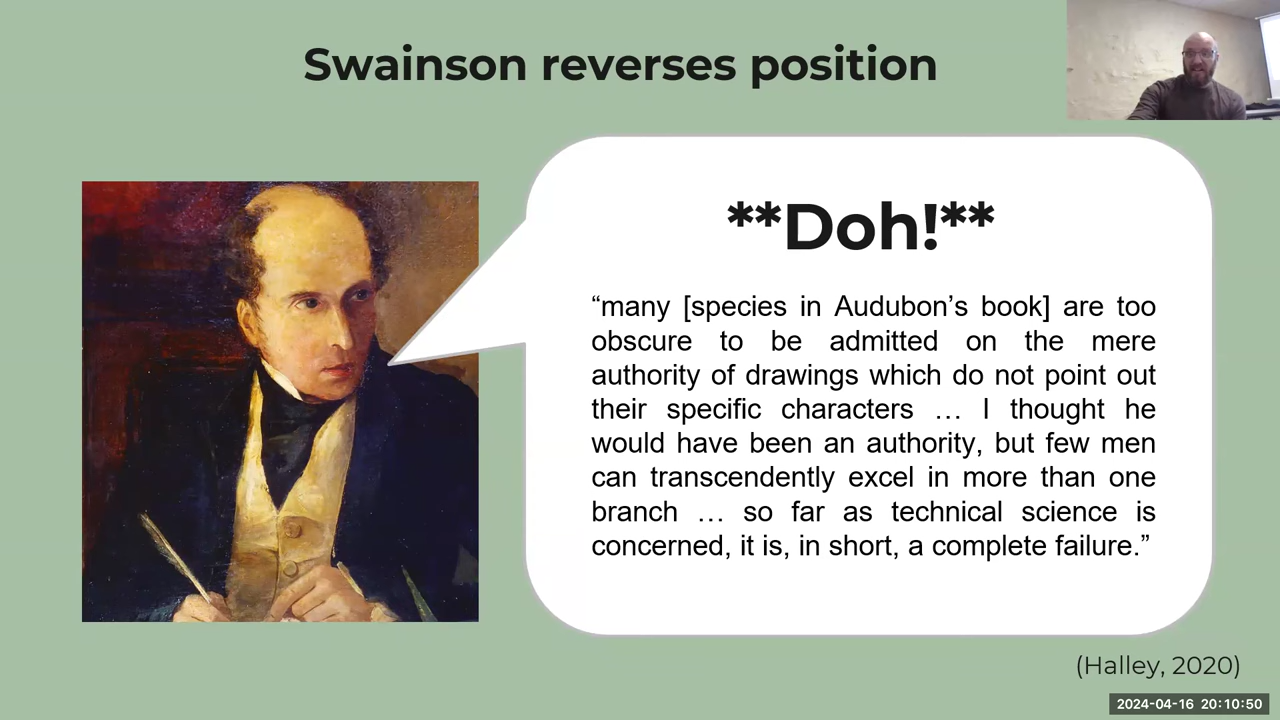 Swainson reverses position
**Doh!**
“many [species in Audubon’s book] are too
obscure to be admitted on the mere
authority of drawings which do not point out
their specific characters … I thought he
would have been an authority, but few men
can transcendently excel in more than one
branch … so far as technical science is
concerned, it is, in short, a complete failure.”
(Halley, 2020)
2024-04-16 20:10:50